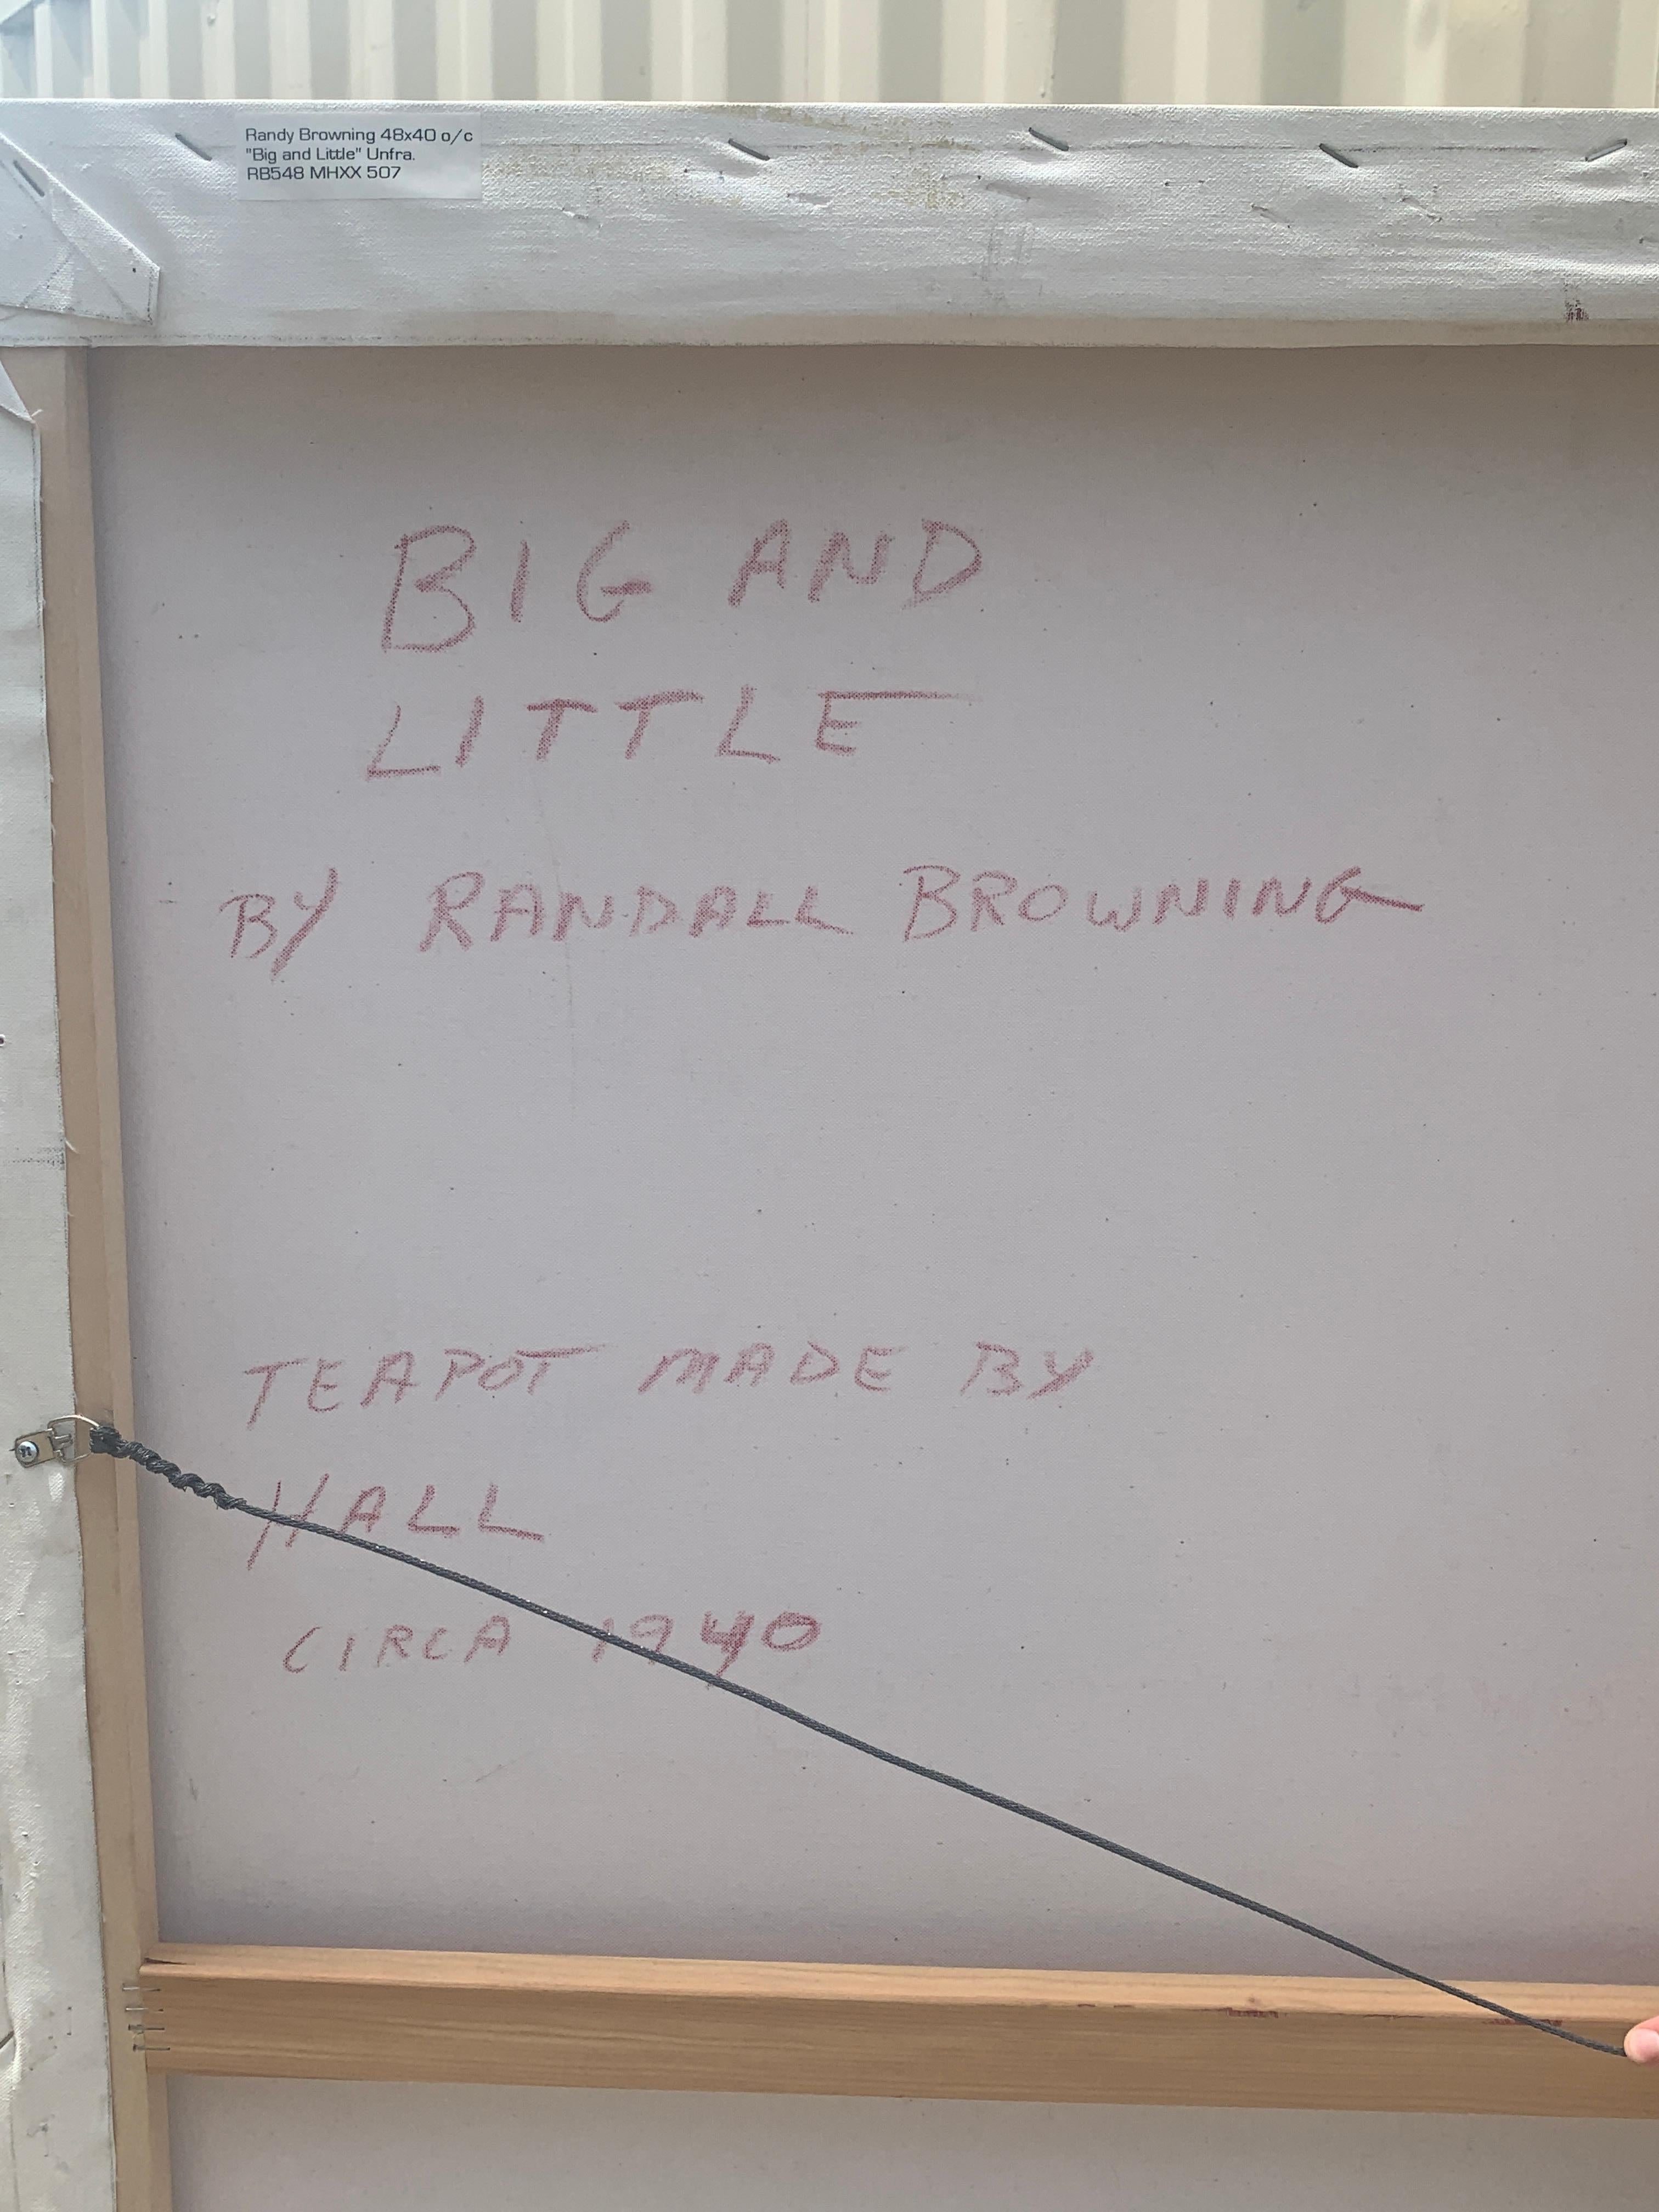 Randy Browning 48x40 o/c
"Big and Little" Unfra.
RB548 MHXX 507
BIG AND
LITTLE
BY RANDALL BROWNING
TEAPOT MADE BY
HALL
CIRCA 1940